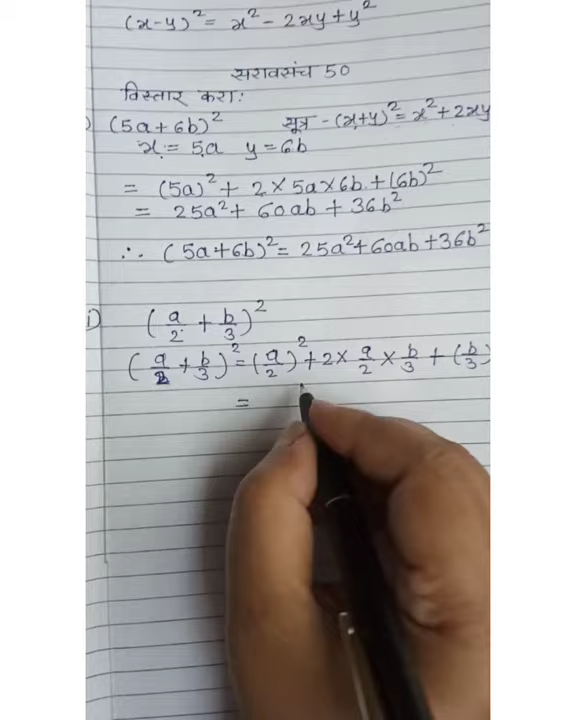 (x-y)² = x² - 2xy + y²
सरावसंच 50
विस्तार करा:
) (5a + 6b)² सूत्र - (x+y)² = x² + 2xy
x = 5a y = 6b
= (5a)² + 2 × 5a × 6b + (6b)²
= 25a² + 60ab + 36b²
∴ (5a+6b)² = 25a² + 60ab + 36b²
i) (a/2 + b/3)²
(a/2 + b/3)² = (a/2)² + 2 × a/2 × b/3 + (b/3)
=